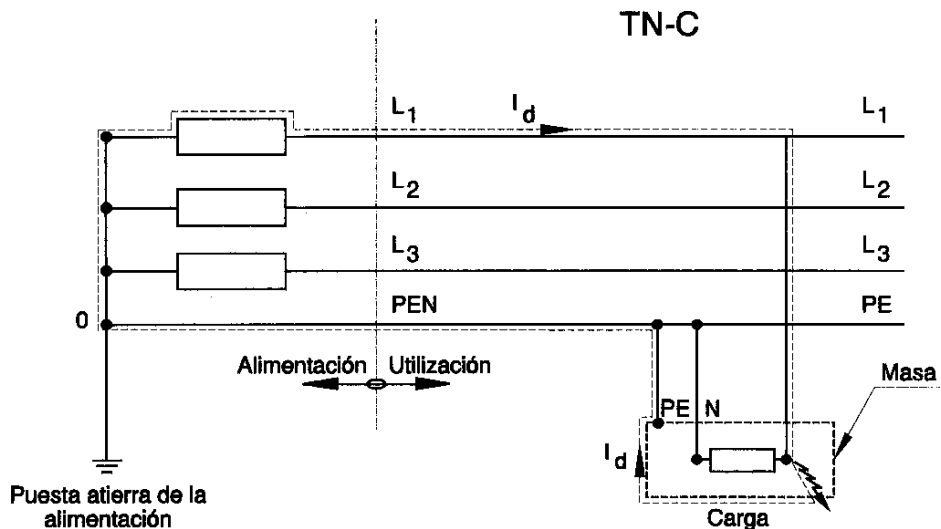 TN-C
L1
Id
L1
L2
L2
L3
L3
0
PEN
PE
Alimentación
Utilización
Masa
PE
N
Id
Puesta atierra de la
alimentación
Carga